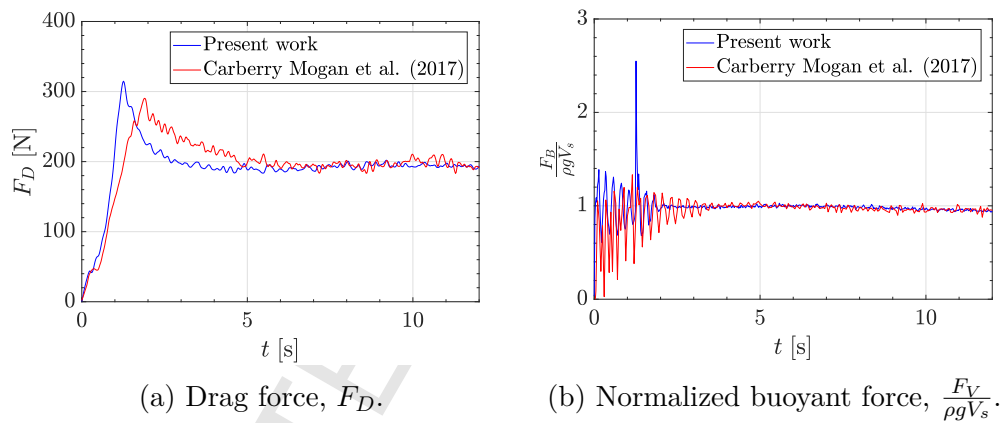 400
300
200
100
0
F_D [N]
Present work
Carberry Mogan et al. (2017)
0 5 10
t [s]
(a) Drag force, F_D.
3
2
1
0
F_B/ρgV_s
Present work
Carberry Mogan et al. (2017)
0 5 10
t [s]
(b) Normalized buoyant force, F_V/ρgV_s.
TE